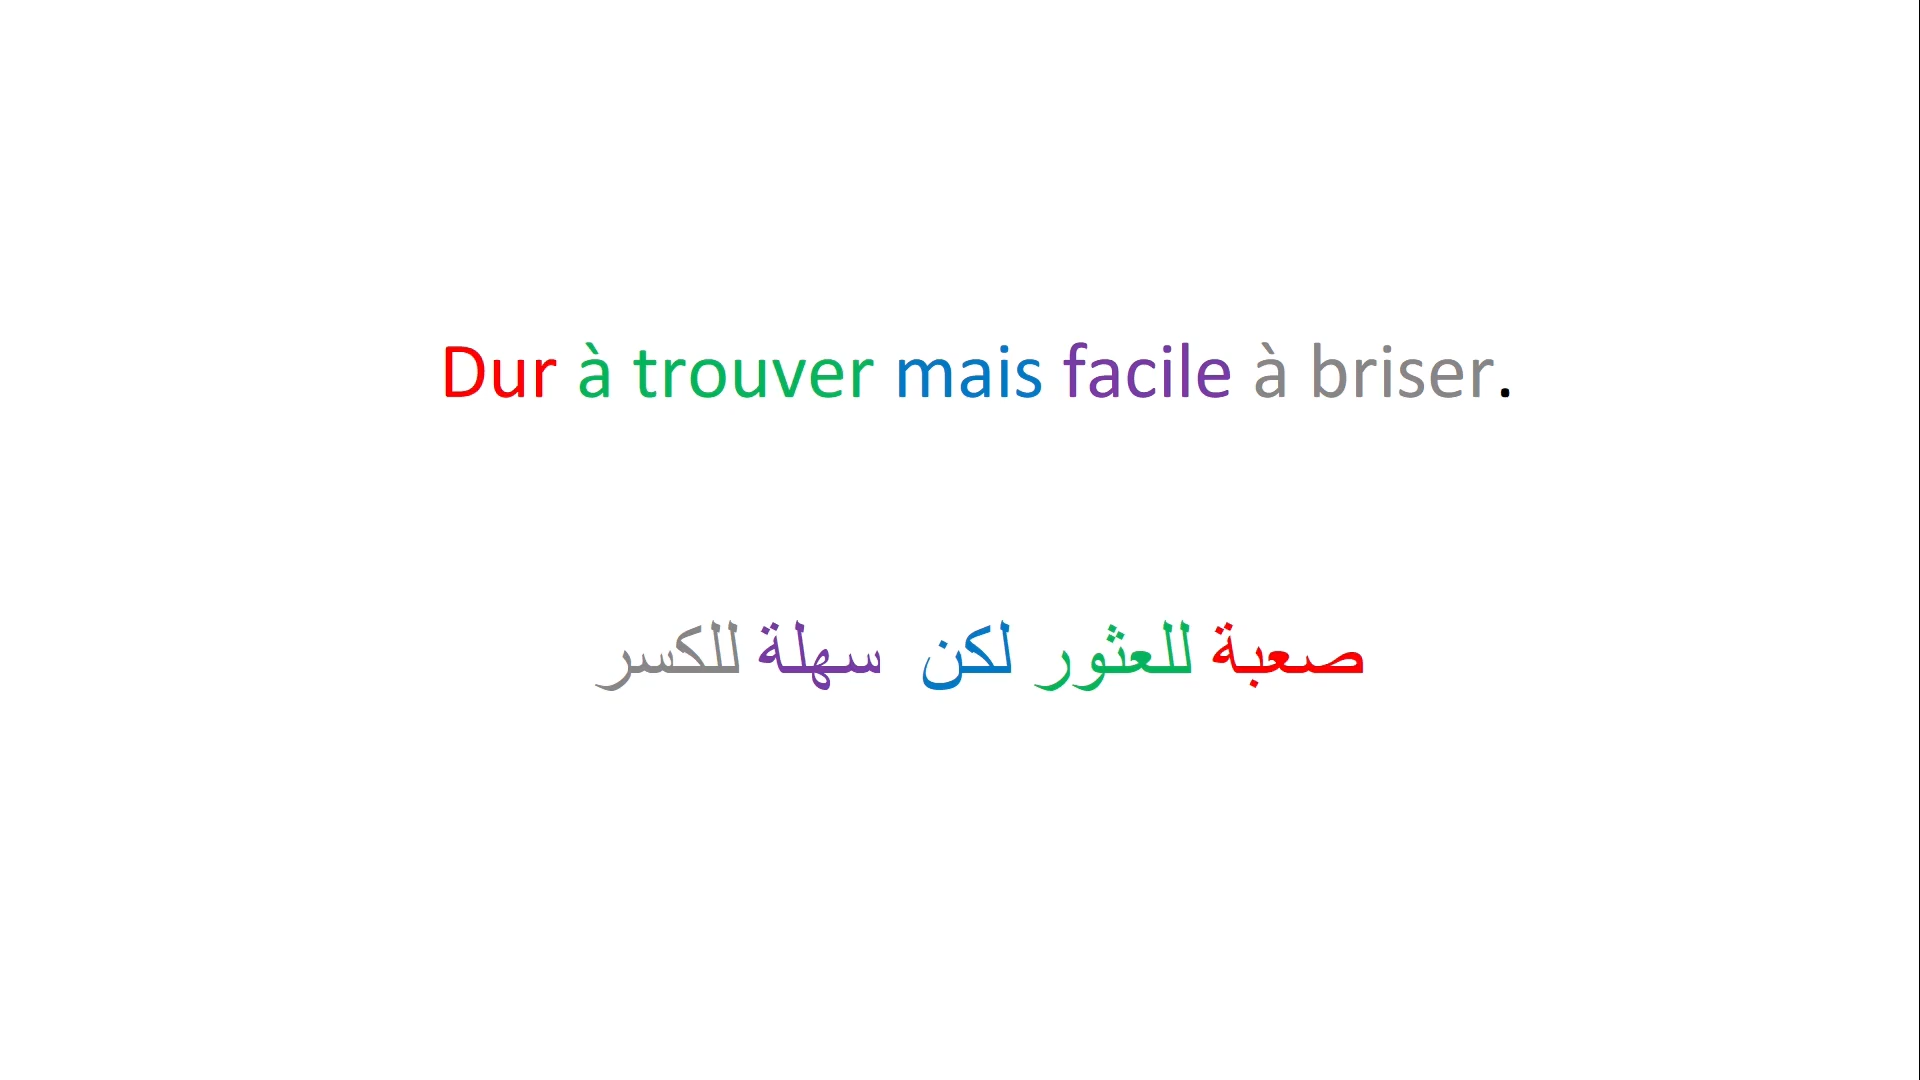 Dur à trouver mais facile à briser.
صعبة للعثور لكن سهلة للكسر